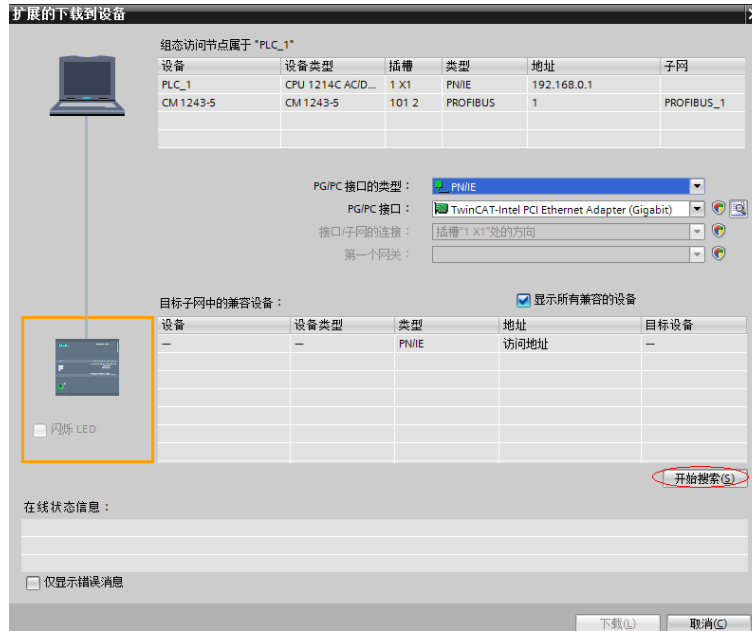 扩展的下载到设备
组态访问节点属于 "PLC_1"
设备 设备类型 插槽 类型 地址 子网
PLC_1 CPU 1214C AC/D... 1 X1 PN/IE 192.168.0.1
CM 1243-5 CM 1243-5 101 2 PROFIBUS 1 PROFIBUS_1
PG/PC 接口的类型： PN/IE
PG/PC 接口： TwinCAT-Intel PCI Ethernet Adapter (Gigabit)
接口/子网的连接： 插槽"1 X1"处的方向
第一个网关：
目标子网中的兼容设备： 显示所有兼容的设备
设备 设备类型 类型 地址 目标设备
— — PN/IE 访问地址 —
闪烁 LED
开始搜索(S)
在线状态信息：
仅显示错误消息
下载(L) 取消(C)